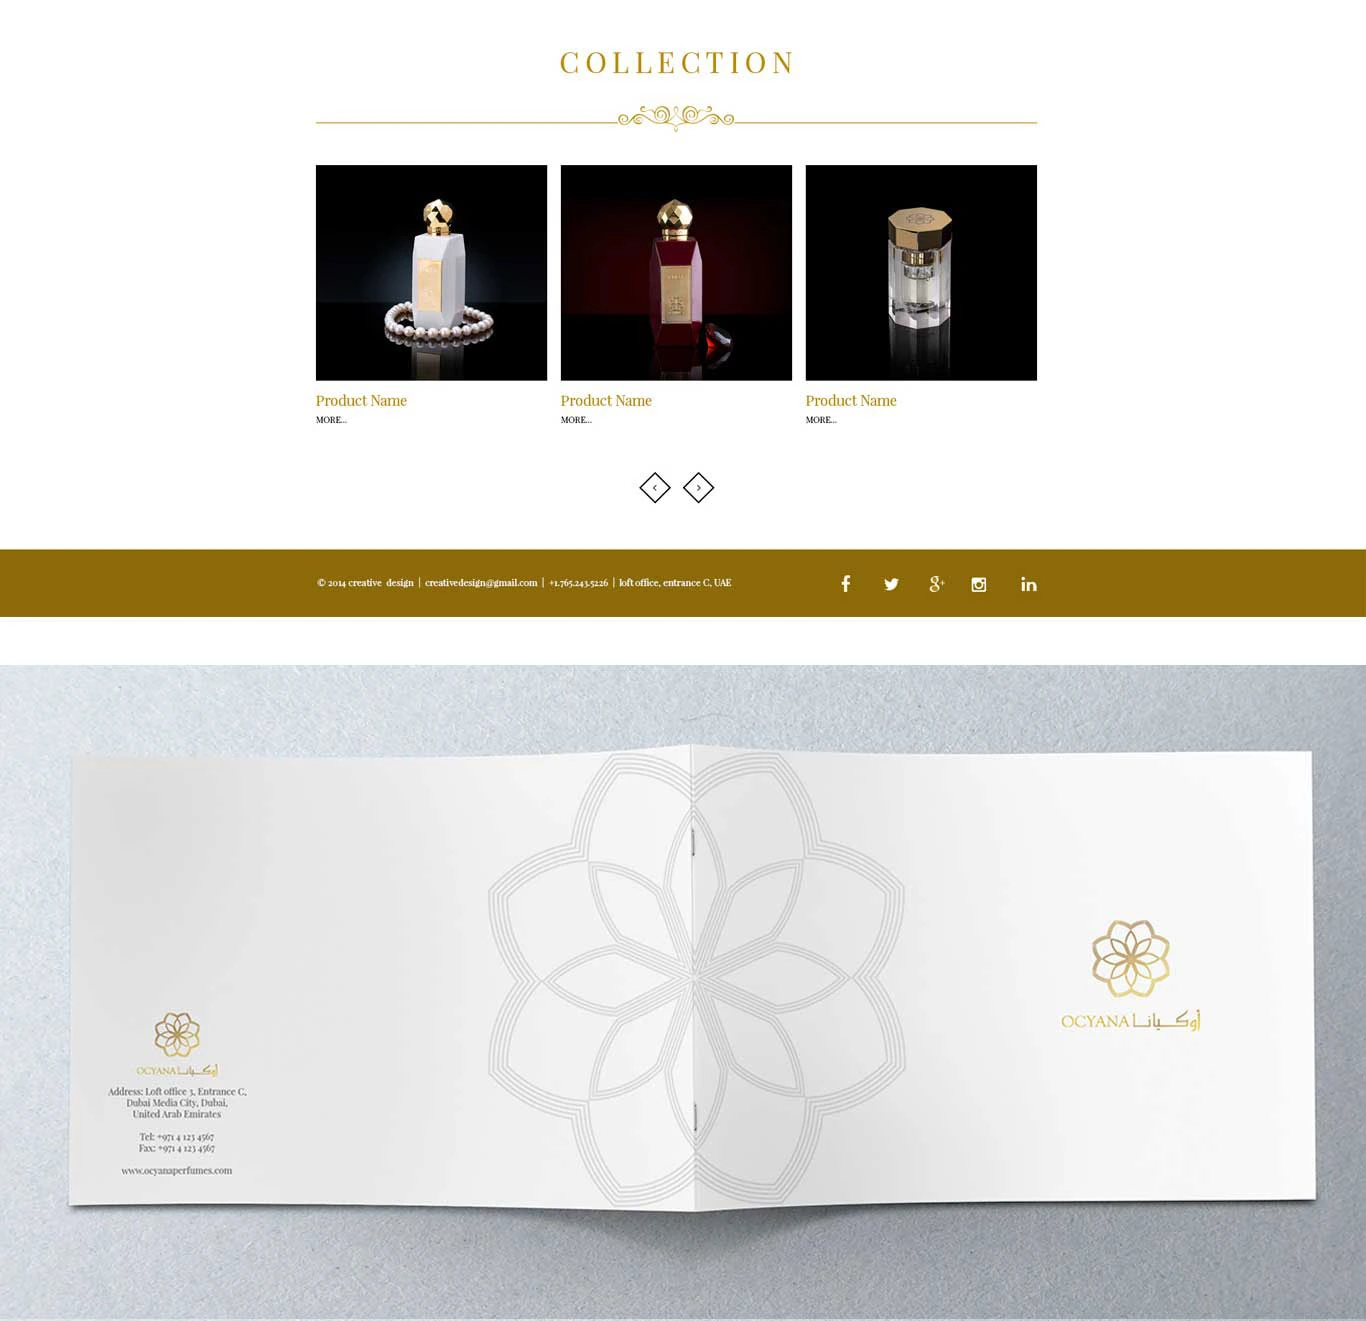 COLLECTION
Product Name
MORE...
Product Name
MORE...
Product Name
MORE...
© 2014 creative design | creativedesign@gmail.com | +1.765.243.5226 | loft office, entrance C, UAE
OCYANA أوكيانا
Address: Loft office 3, Entrance C,
Dubai Media City, Dubai,
United Arab Emirates
Tel: +971 4 123 4567
Fax: +971 4 123 4567
www.ocyanaperfumes.com
OCYANA أوكيانا